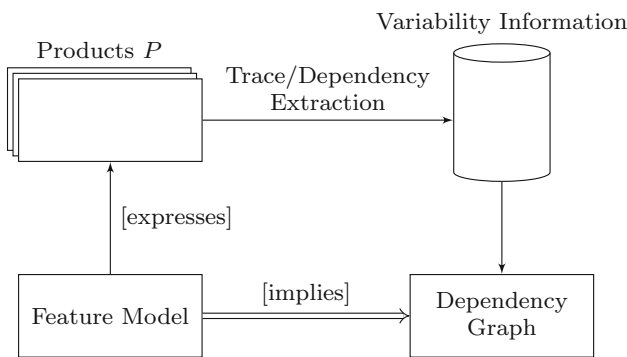 Variability Information
Products P
Trace/Dependency
Extraction
[expresses]
[implies]
Feature Model
Dependency
Graph